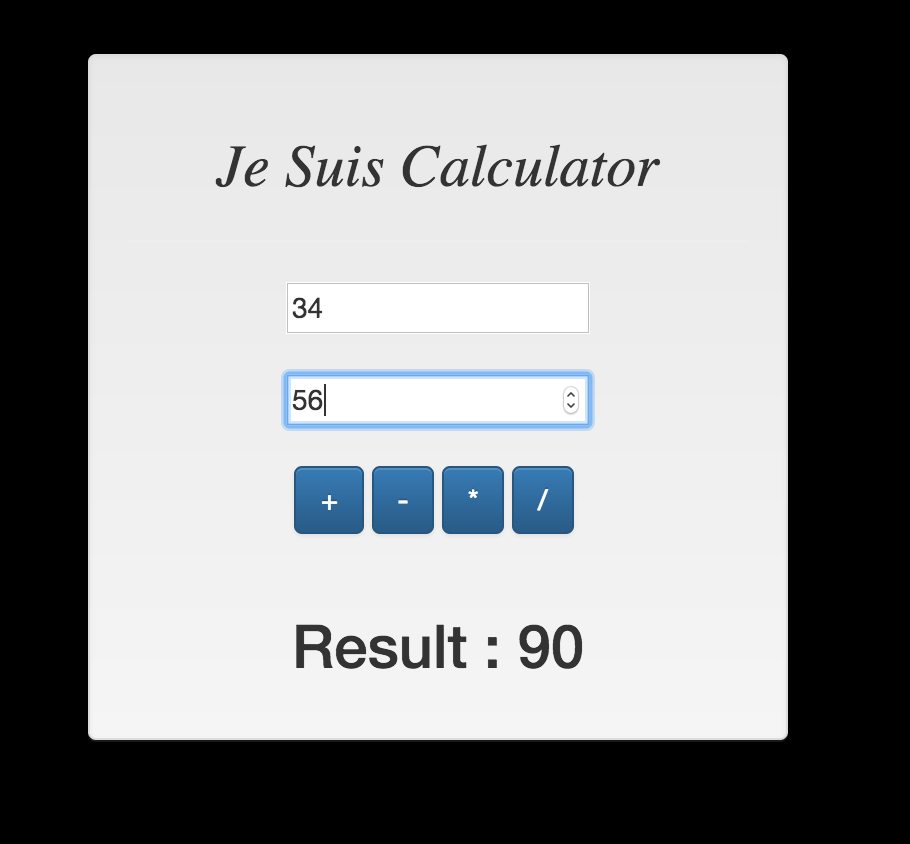 Je Suis Calculator
34
56
+ - * /
Result : 90